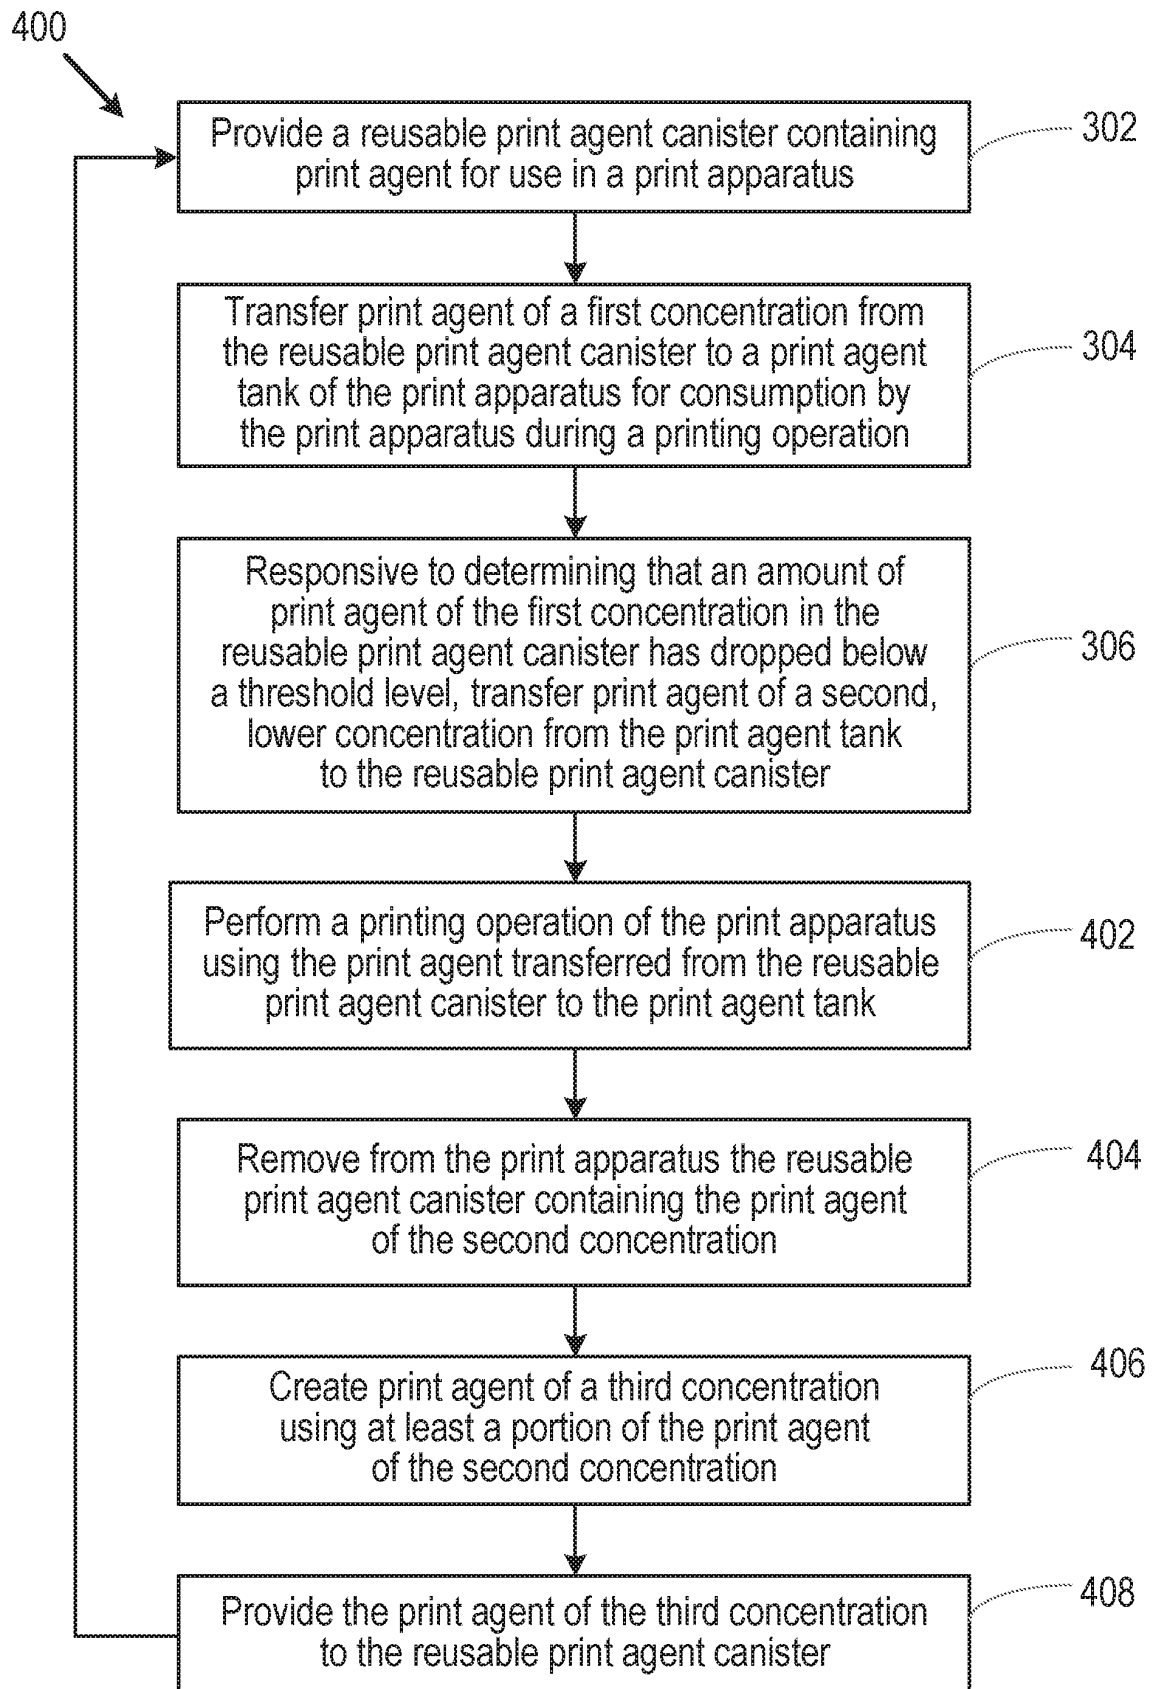 400
Provide a reusable print agent canister containing
print agent for use in a print apparatus
302
Transfer print agent of a first concentration from
the reusable print agent canister to a print agent
tank of the print apparatus for consumption by
the print apparatus during a printing operation
304
Responsive to determining that an amount of
print agent of the first concentration in the
reusable print agent canister has dropped below
a threshold level, transfer print agent of a second,
lower concentration from the print agent tank
to the reusable print agent canister
306
Perform a printing operation of the print apparatus
using the print agent transferred from the reusable
print agent canister to the print agent tank
402
Remove from the print apparatus the reusable
print agent canister containing the print agent
of the second concentration
404
Create print agent of a third concentration
using at least a portion of the print agent
of the second concentration
406
Provide the print agent of the third concentration
to the reusable print agent canister
408